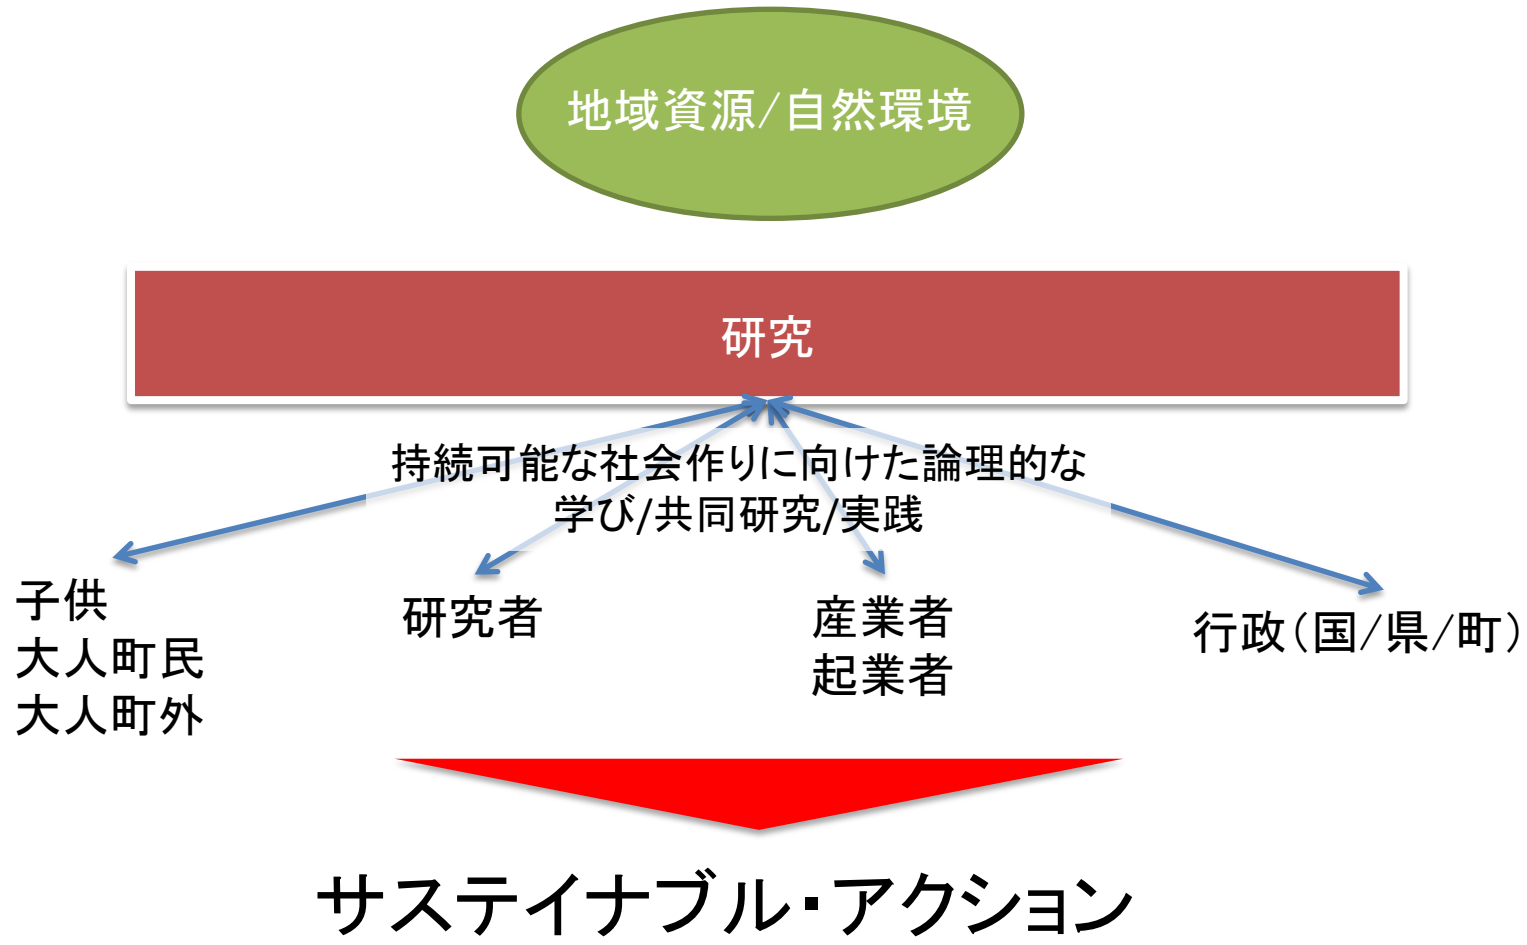 地域資源/自然環境
研究
持続可能な社会作りに向けた論理的な
学び/共同研究/実践
子供
大人町民
大人町外
研究者
産業者
起業者
行政（国/県/町）
サステイナブル・アクション